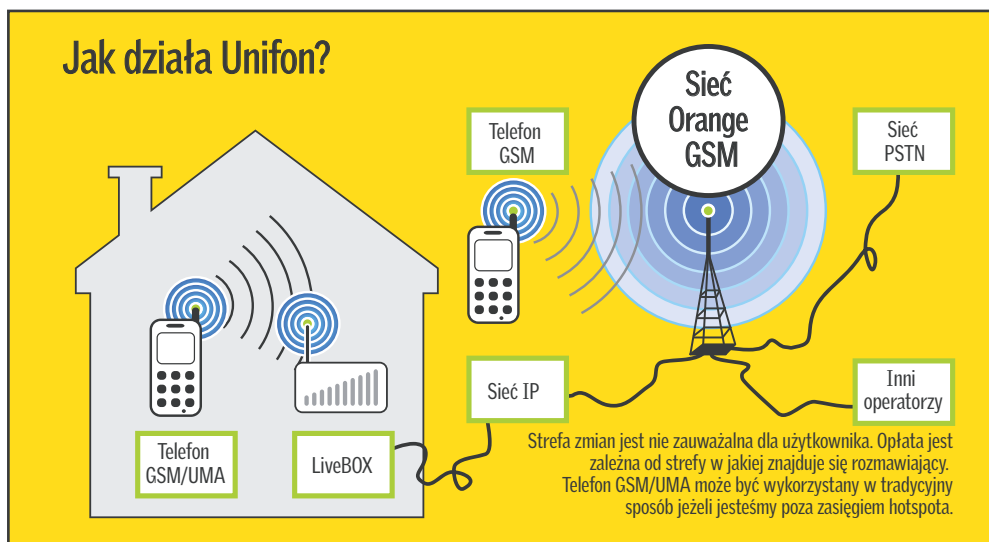 Jak działa Unifon?
Sieć
Orange
GSM
Telefon
GSM
Sieć
PSTN
Telefon
GSM/UMA
LiveBOX
Sieć IP
Inni
operatorzy
Strefa zmian jest nie zauważalna dla użytkownika. Opłata jest
zależna od strefy w jakiej znajduje się rozmawiający.
Telefon GSM/UMA może być wykorzystany w tradycyjny
sposób jeżeli jesteśmy poza zasięgiem hotspota.